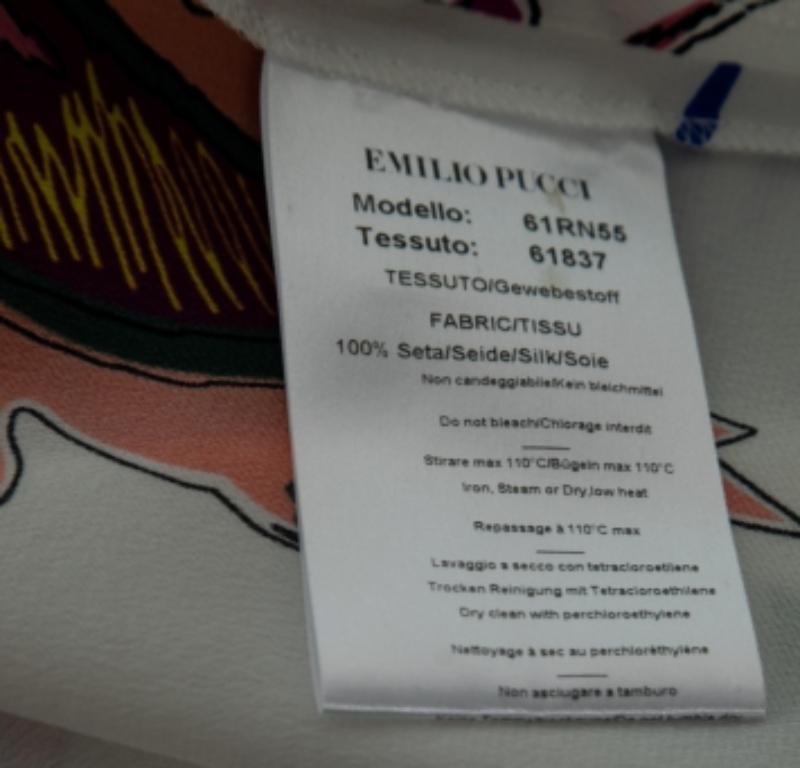 EMILIO PUCCI
Modello: 61RN55
Tessuto: 61837
TESSUTO/Gewebestoff
FABRIC/TISSU
100% Seta/Seide/Silk/Soie
Non candeggiabile/Kein bleichmittel
Do not bleach/Chlorage interdit
Stirare max 110°C/Bügeln max 110°C
Iron, Steam or Dry,low heat
Repassage à 110°C max
Lavaggio a secco con tetracloroetilene
Trocken Reinigung mit Tetracloroethilene
Dry clean with perchloroethylene
Nettoyage à sec au perchloréthylène
Non asciugare a tamburo